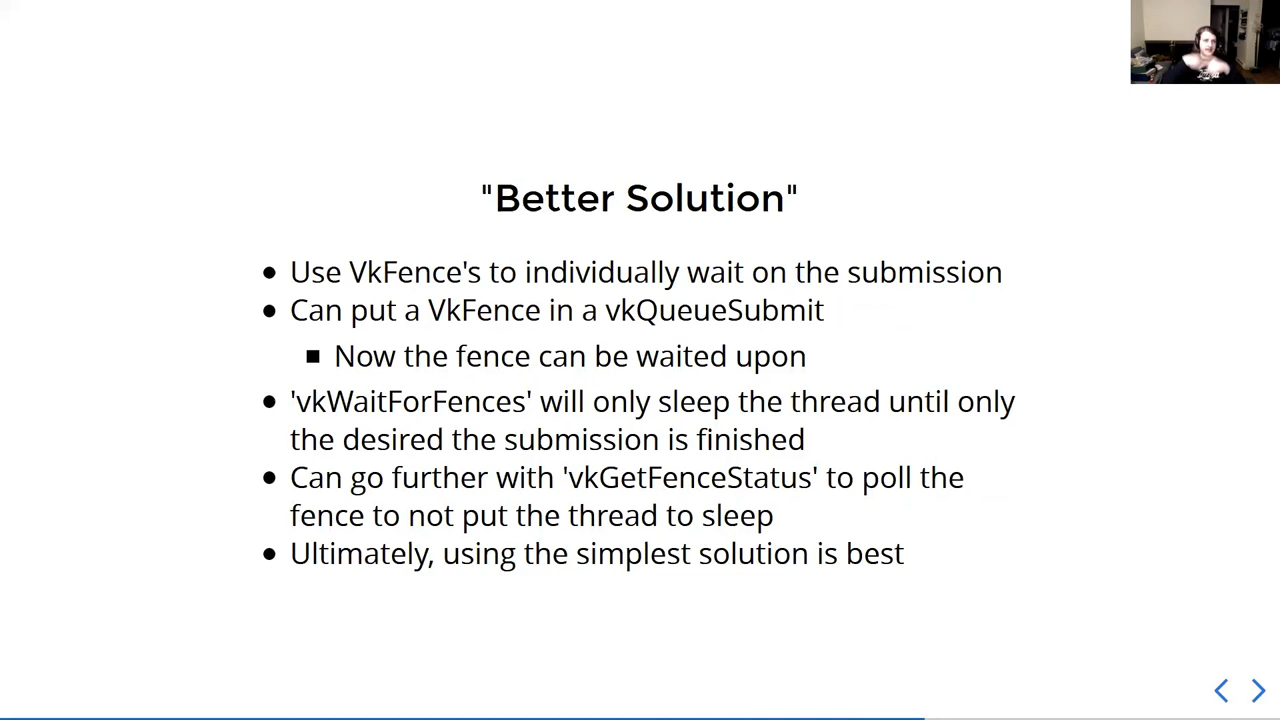 "Better Solution"
Use VkFence's to individually wait on the submission
Can put a VkFence in a vkQueueSubmit
Now the fence can be waited upon
'vkWaitForFences' will only sleep the thread until only
the desired the submission is finished
Can go further with 'vkGetFenceStatus' to poll the
fence to not put the thread to sleep
Ultimately, using the simplest solution is best